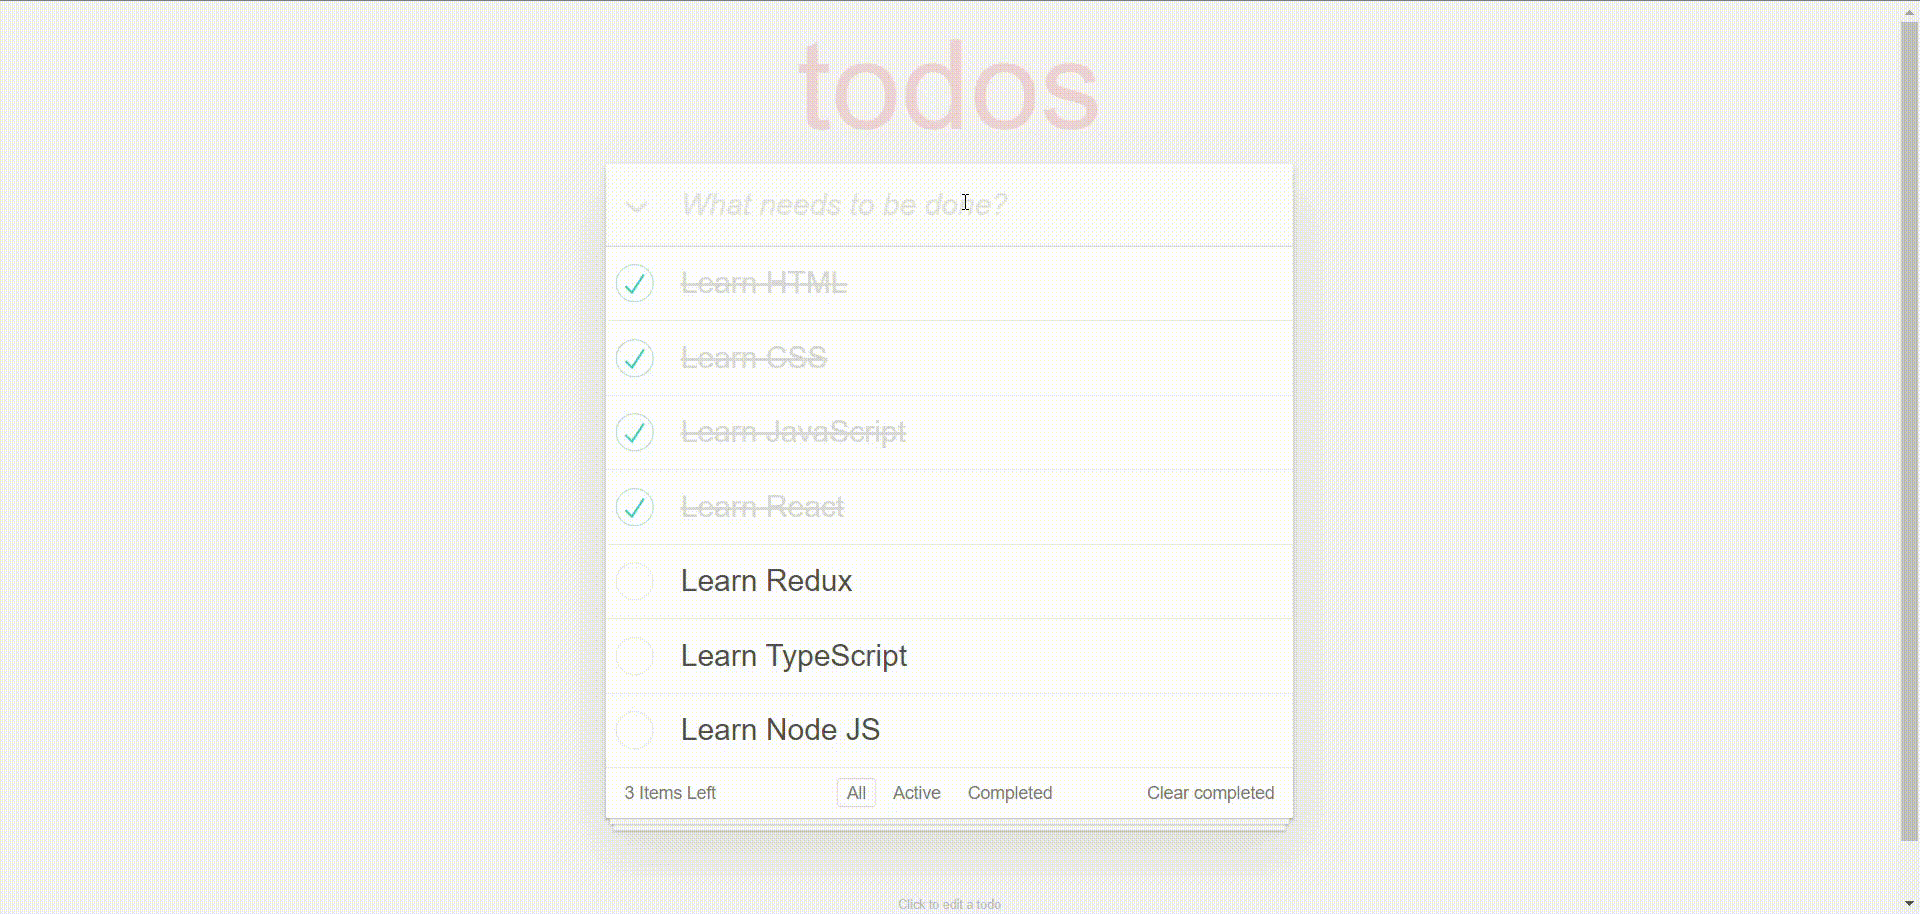 todos
What needs to be done?
Learn HTML
Learn CSS
Learn JavaScript
Learn React
Learn Redux
Learn TypeScript
Learn Node JS
3 Items Left All Active Completed Clear completed
Click to edit a todo